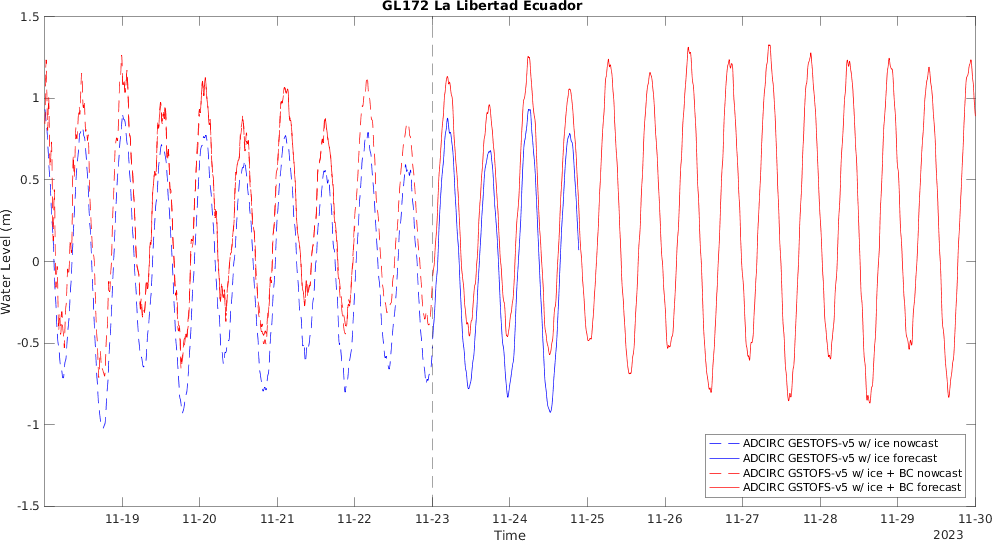 GL172 La Libertad Ecuador
1.5
1
0.5
0
-0.5
-1
-1.5
Water Level (m)
ADCIRC GESTOFS-v5 w/ ice nowcast
ADCIRC GESTOFS-v5 w/ ice forecast
ADCIRC GSTOFS-v5 w/ ice + BC nowcast
ADCIRC GSTOFS-v5 w/ ice + BC forecast
11-19 11-20 11-21 11-22 11-23 11-24 11-25 11-26 11-27 11-28 11-29 11-30
Time
2023